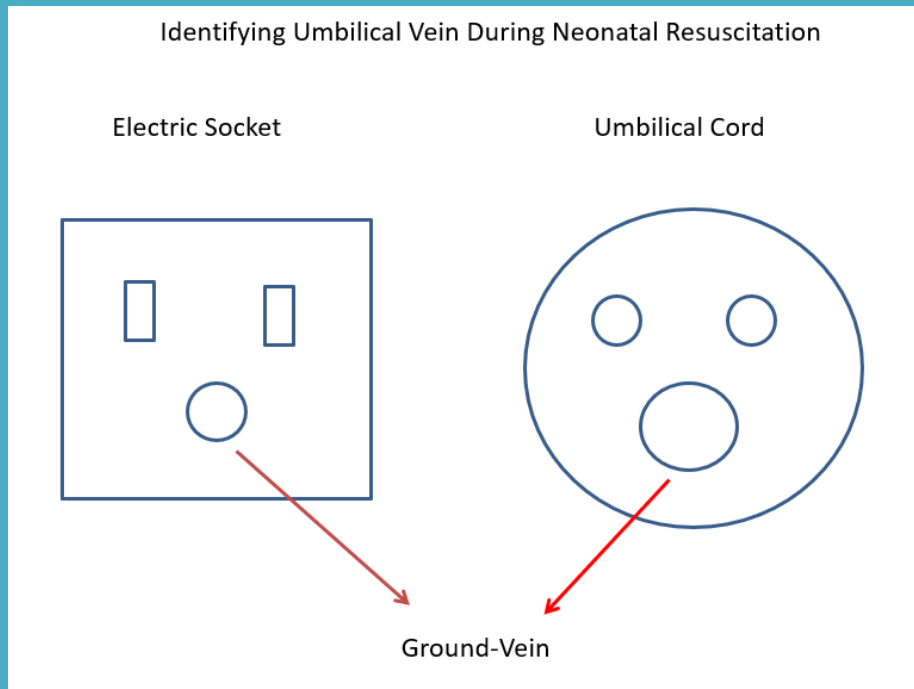 Identifying Umbilical Vein During Neonatal Resuscitation
Electric Socket
Umbilical Cord
Ground-Vein